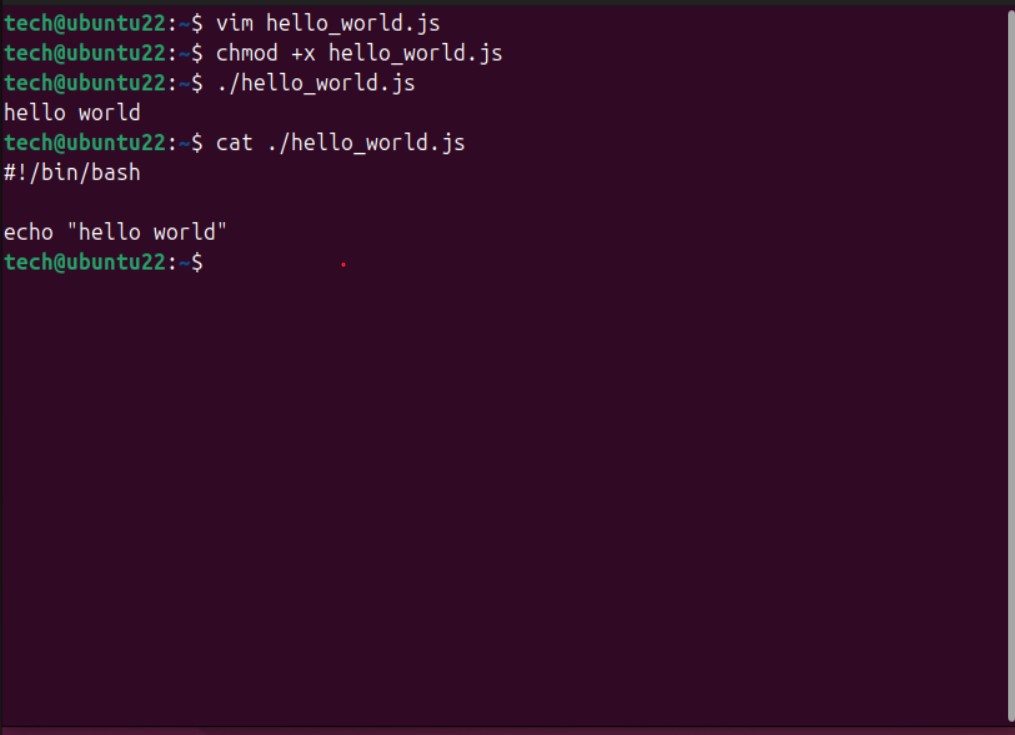 tech@ubuntu22:~$ vim hello_world.js
tech@ubuntu22:~$ chmod +x hello_world.js
tech@ubuntu22:~$ ./hello_world.js
hello world
tech@ubuntu22:~$ cat ./hello_world.js
#!/bin/bash

echo "hello world"
tech@ubuntu22:~$